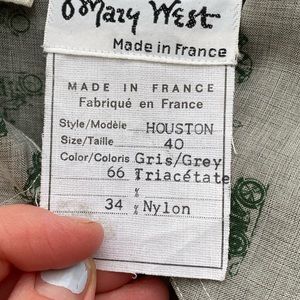 Mary West
Made in France
MADE IN FRANCE
Fabriqué en France
Style/Modèle HOUSTON
Size/Taille 40
Color/Coloris Gris/Grey
66 % Triacétate
%
34 % Nylon